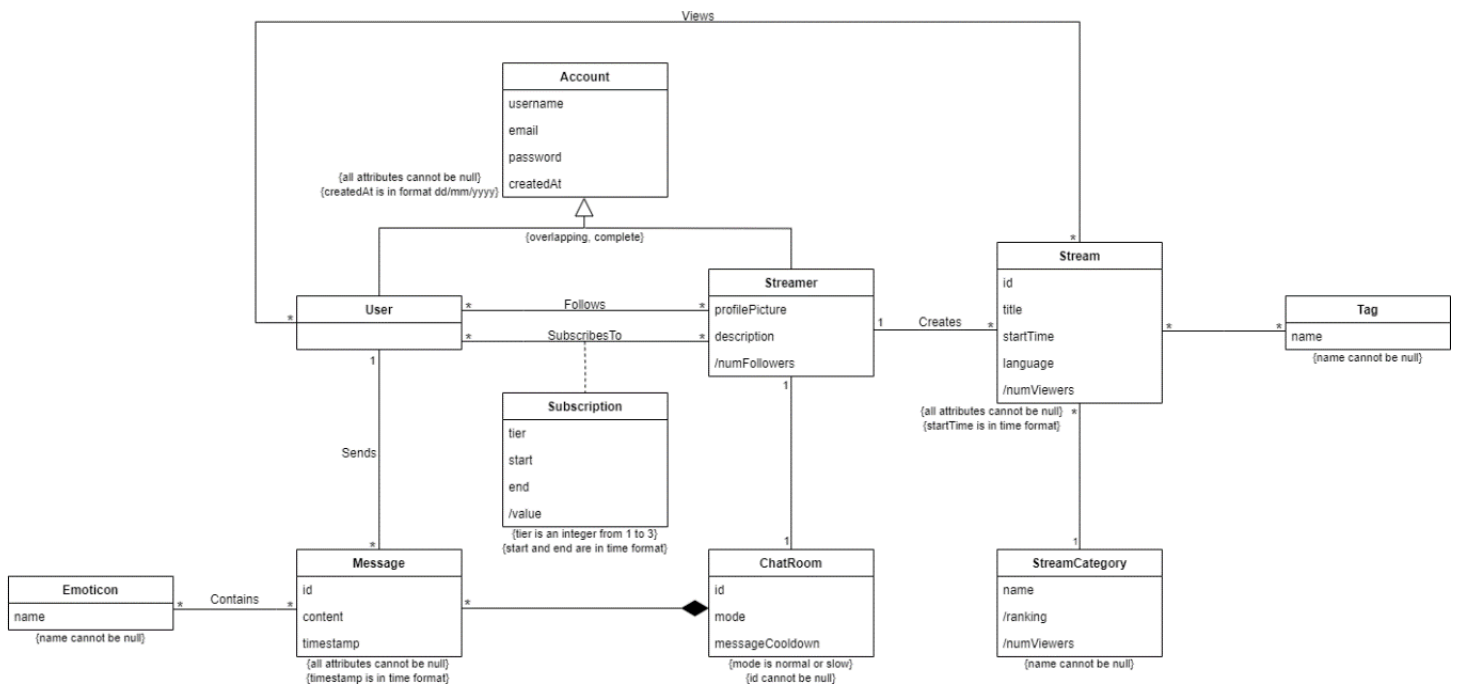 Views
Account
username
email
password
createdAt
{all attributes cannot be null}
{createdAt is in format dd/mm/yyyy}
{overlapping, complete}
User
*
*
1
Follows
*
*
SubscribesTo
*
*
Streamer
profilePicture
description
/numFollowers
1
1
Creates
*
*
Stream
id
title
startTime
language
/numViewers
{all attributes cannot be null}
{startTime is in time format}
*
*
*
Tag
name
{name cannot be null}
Subscription
tier
start
end
/value
{tier is an integer from 1 to 3}
{start and end are in time format}
Sends
*
Emoticon
name
{name cannot be null}
*
Contains
*
Message
id
content
timestamp
{all attributes cannot be null}
{timestamp is in time format}
*
1
ChatRoom
id
mode
messageCooldown
{mode is normal or slow}
{id cannot be null}
1
StreamCategory
name
/ranking
/numViewers
{name cannot be null}